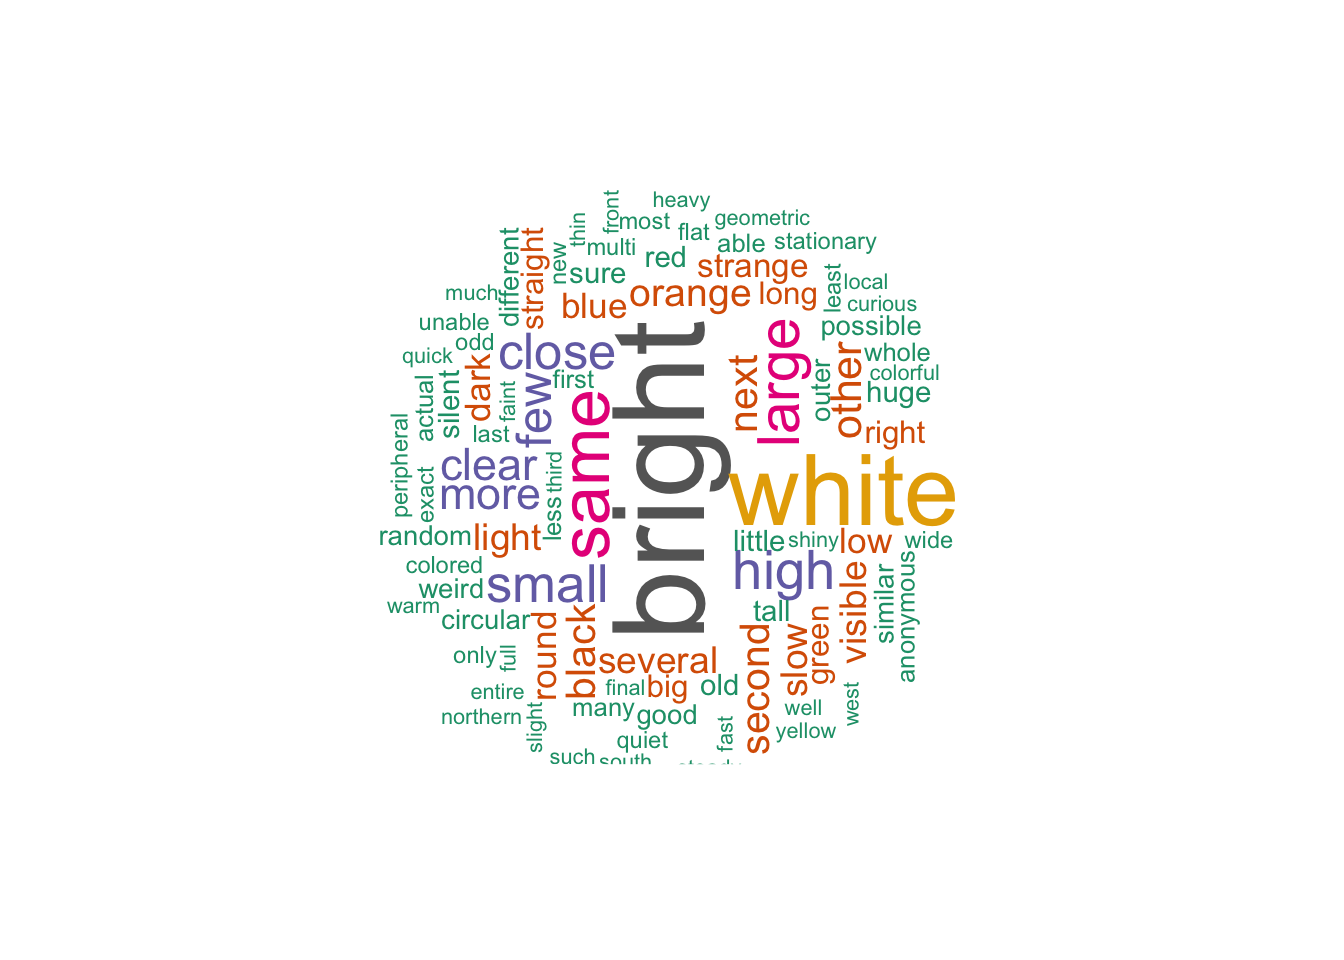 heavy
front
most
geometric
thin
flat
able
stationary
multi
red
different
straight
new
sure
strange
least
local
much
blue
orange
long
curious
unable
possible
odd
close
bright
large
whole
quick
dark
few
first
next
outer
other
colorful
huge
actual
silent
faint
same
last
right
peripheral
clear
third
white
exact
more
less
random
light
little
shiny
low
wide
colored
small
high
similar
anonymous
weird
warm
circular
round
black
tall
visible
second
slow
green
only
full
several
entire
final
big
old
west
northern
slight
many
good
well
fast
yellow
quiet
such
south
steady